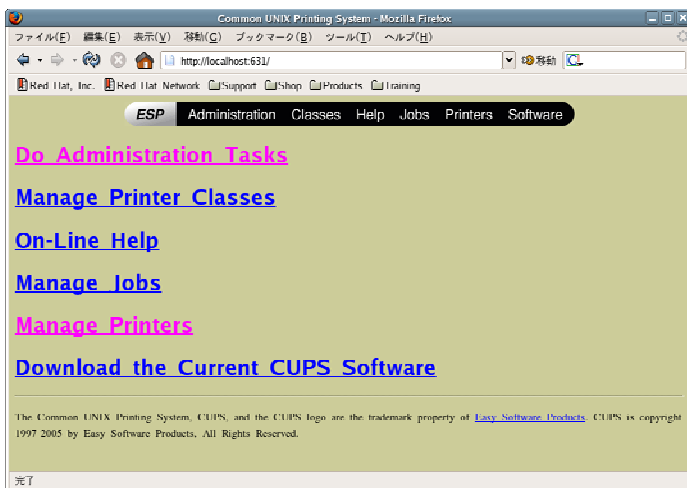 Common UNIX Printing System - Mozilla Firefox
ファイル(F) 編集(E) 表示(V) 移動(G) ブックマーク(B) ツール(T) ヘルプ(H)
http://localhost:631/ 移動
Red Hat, Inc. Red Hat Network Support Shop Products Training
ESP Administration Classes Help Jobs Printers Software
Do Administration Tasks
Manage Printer Classes
On-Line Help
Manage Jobs
Manage Printers
Download the Current CUPS Software
The Common UNIX Printing System, CUPS, and the CUPS logo are the trademark property of Easy Software Products. CUPS is copyright
1997-2005 by Easy Software Products, All Rights Reserved.
完了